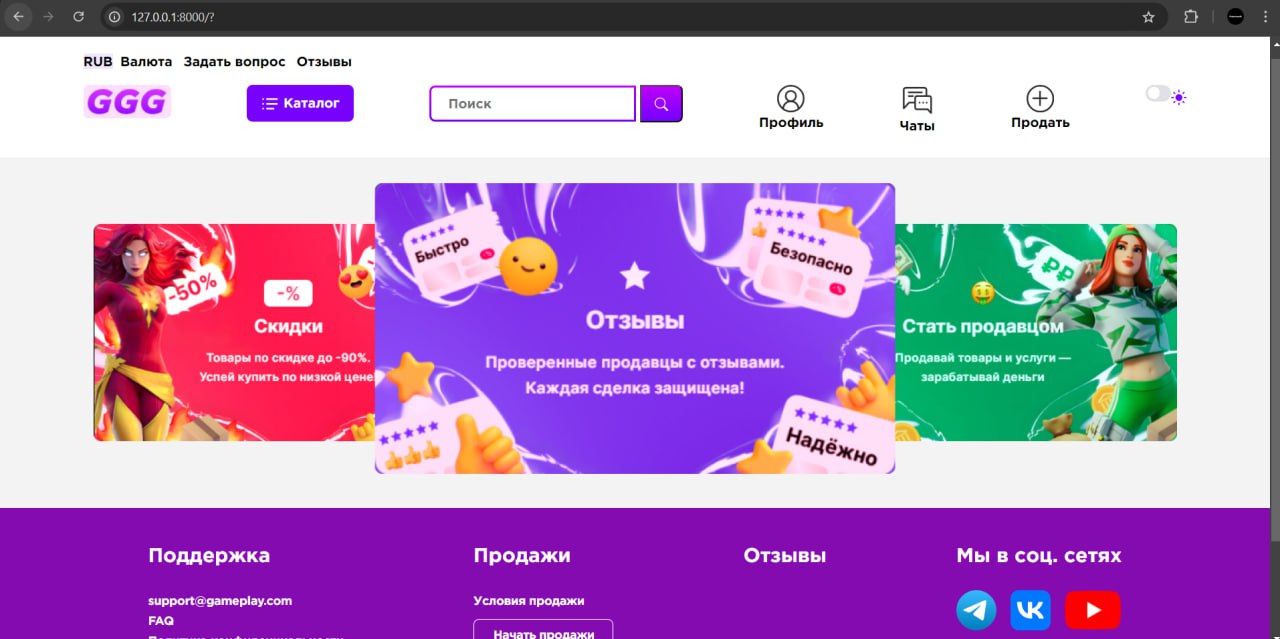 127.0.0.1:8000/?
RUB Валюта Задать вопрос Отзывы
GGG
Каталог
Поиск
Профиль
Чаты
Продать
-50%
-%
Скидки
Товары по скидке до -90%.
Успей купить по низкой цене
Быстро
Безопасно
Отзывы
Проверенные продавцы с отзывами.
Каждая сделка защищена!
Надёжно
₽₽
Стать продавцом
Продавай товары и услуги —
зарабатывай деньги
Поддержка
support@gameplay.com
FAQ
Политика конфиденциальности
Продажи
Условия продажи
Начать продажи
Отзывы
Мы в соц. сетях